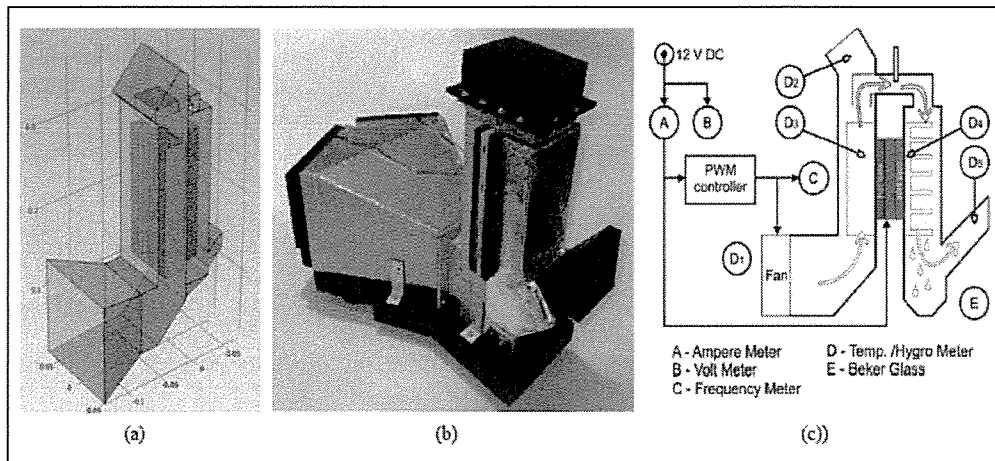 12 V DC
A
B
PWM
controller
C
D1
D2
D3
D4
D5
Fan
E
A - Ampere Meter
B - Volt Meter
C - Frequency Meter
D - Temp. /Hygro Meter
E - Beker Glass
(a)
(b)
(c))